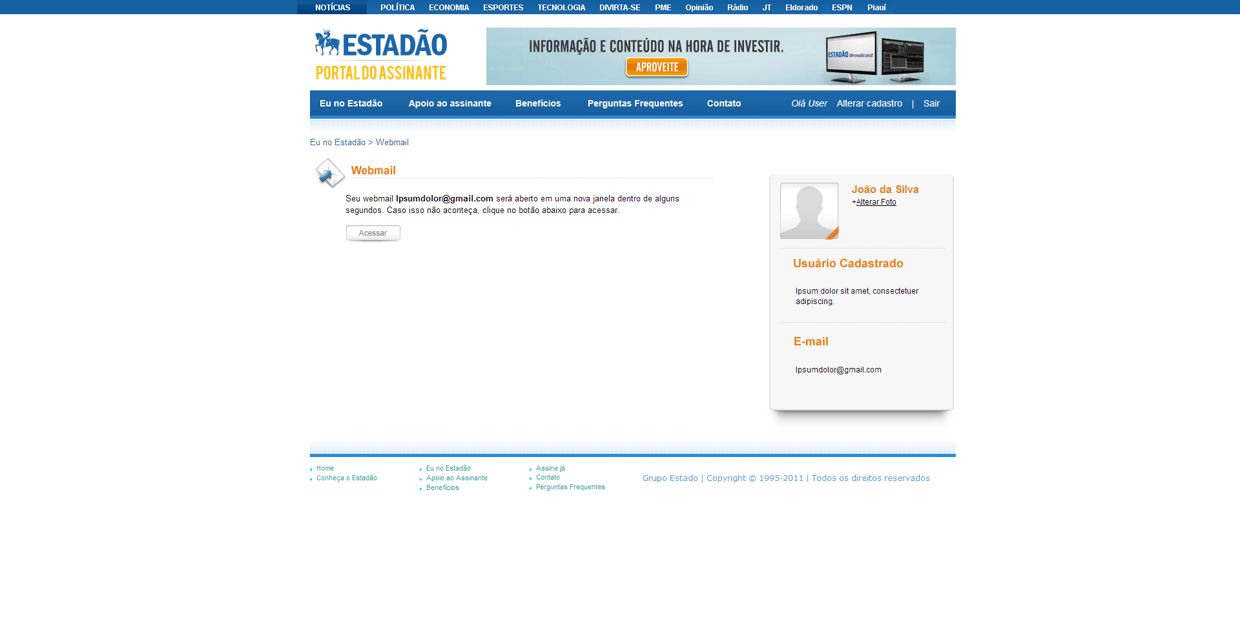 NOTÍCIAS POLÍTICA ECONOMIA ESPORTES TECNOLOGIA DIVIRTA-SE PME Opinião Rádio JT Eldorado ESPN Piauí
ESTADÃO
PORTAL DO ASSINANTE
INFORMAÇÃO E CONTEÚDO NA HORA DE INVESTIR.
APROVEITE
ESTADÃO Broadcast
Eu no Estadão Apoio ao assinante Benefícios Perguntas Frequentes Contato Olá User Alterar cadastro | Sair
Eu no Estadão > Webmail
Webmail
Seu webmail Ipsumdolor@gmail.com será aberto em uma nova janela dentro de alguns
segundos. Caso isso não aconteça, clique no botão abaixo para acessar.
Acessar
João da Silva
+Alterar Foto
Usuário Cadastrado
Ipsum dolor sit amet, consectetuer
adipiscing.
E-mail
Ipsumdolor@gmail.com
Home
Conheça o Estadão
Eu no Estadão
Apoio ao Assinante
Benefícios
Assine já
Contato
Perguntas Frequentes
Grupo Estado | Copyright © 1995-2011 | Todos os direitos reservados